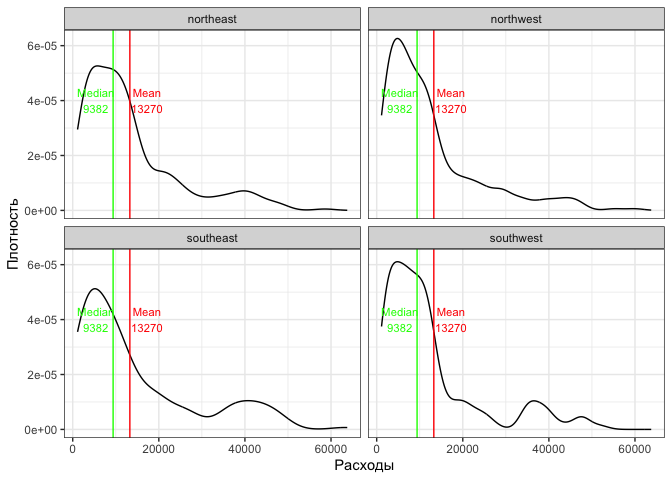 northeast northwest
6e-05
Median Mean Median Mean
4e-05
9382 13270 9382 13270
2e-05
0e+00
Плотность
southeast southwest
6e-05
Median Mean Median Mean
4e-05
9382 13270 9382 13270
2e-05
0e+00
0 20000 40000 60000 0 20000 40000 60000
Расходы